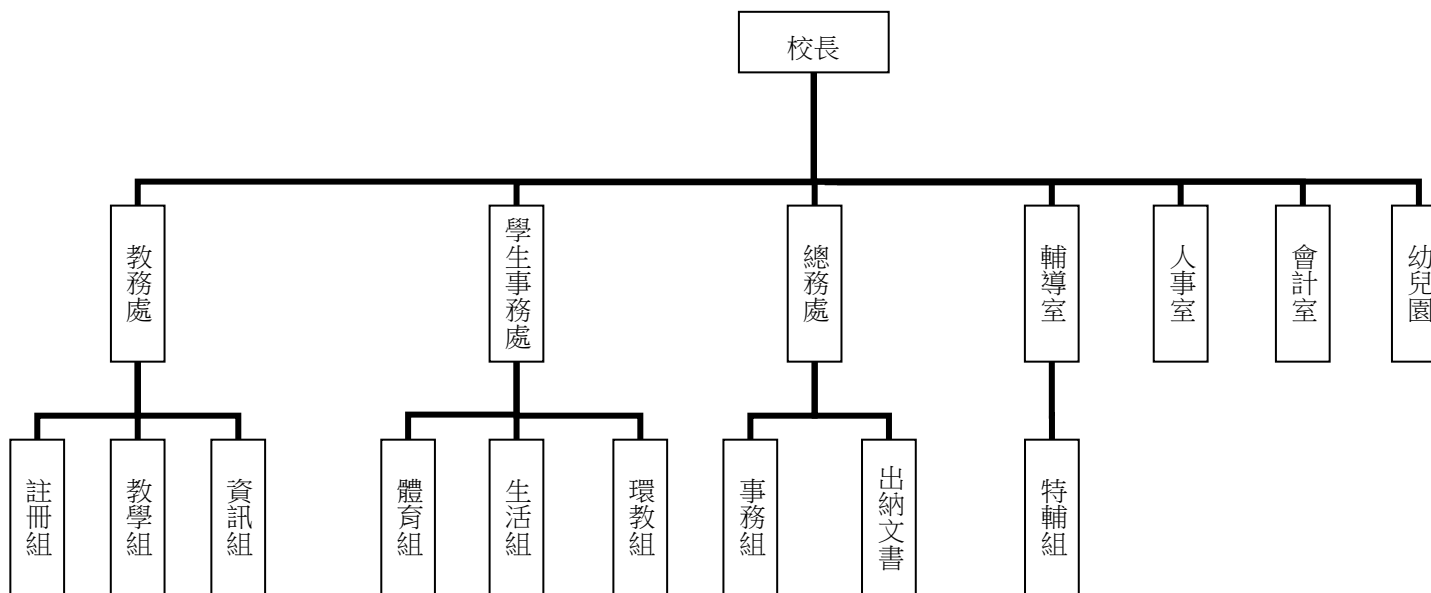 校長
教務處
學生事務處
總務處
輔導室
人事室
會計室
幼兒園
註冊組
教學組
資訊組
體育組
生活組
環教組
事務組
出納文書
特輔組